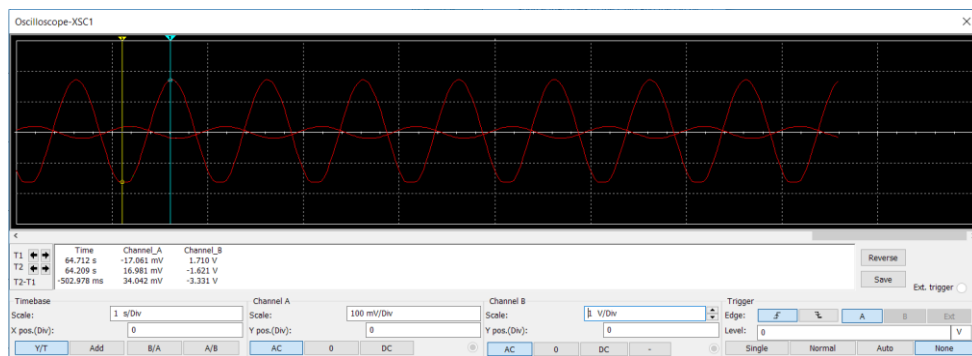 Oscilloscope-XSC1
Time Channel_A Channel_B
T1 64.712 s -17.061 mV 1.710 V
T2 64.209 s 16.981 mV -1.621 V
T2-T1 -502.978 ms 34.042 mV -3.331 V
Reverse
Save
Ext. trigger
Timebase
Scale: 1 s/Div
X pos.(Div): 0
Y/T Add B/A A/B
Channel A
Scale: 100 mV/Div
Y pos.(Div): 0
AC 0 DC
Channel B
Scale: 1 V/Div
Y pos.(Div): 0
AC 0 DC -
Trigger
Edge: A B Ext
Level: 0 V
Single Normal Auto None